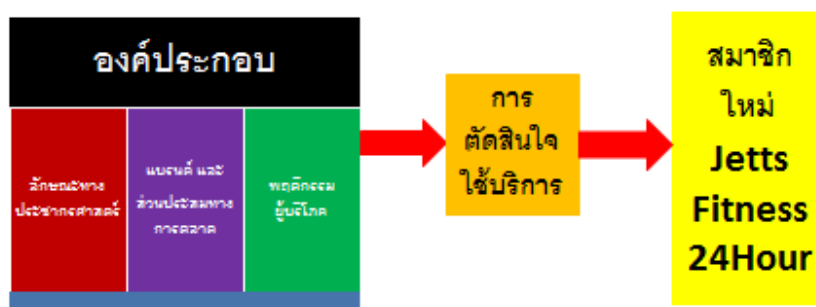 องค์ประกอบ
ลักษณะทาง
ประชากรศาสตร์
แบรนด์ และ
ส่วนประสมทาง
การตลาด
พฤติกรรม
ผู้บริโภค
การ
ตัดสินใจ
ใช้บริการ
สมาชิก
ใหม่
Jetts
Fitness
24Hour